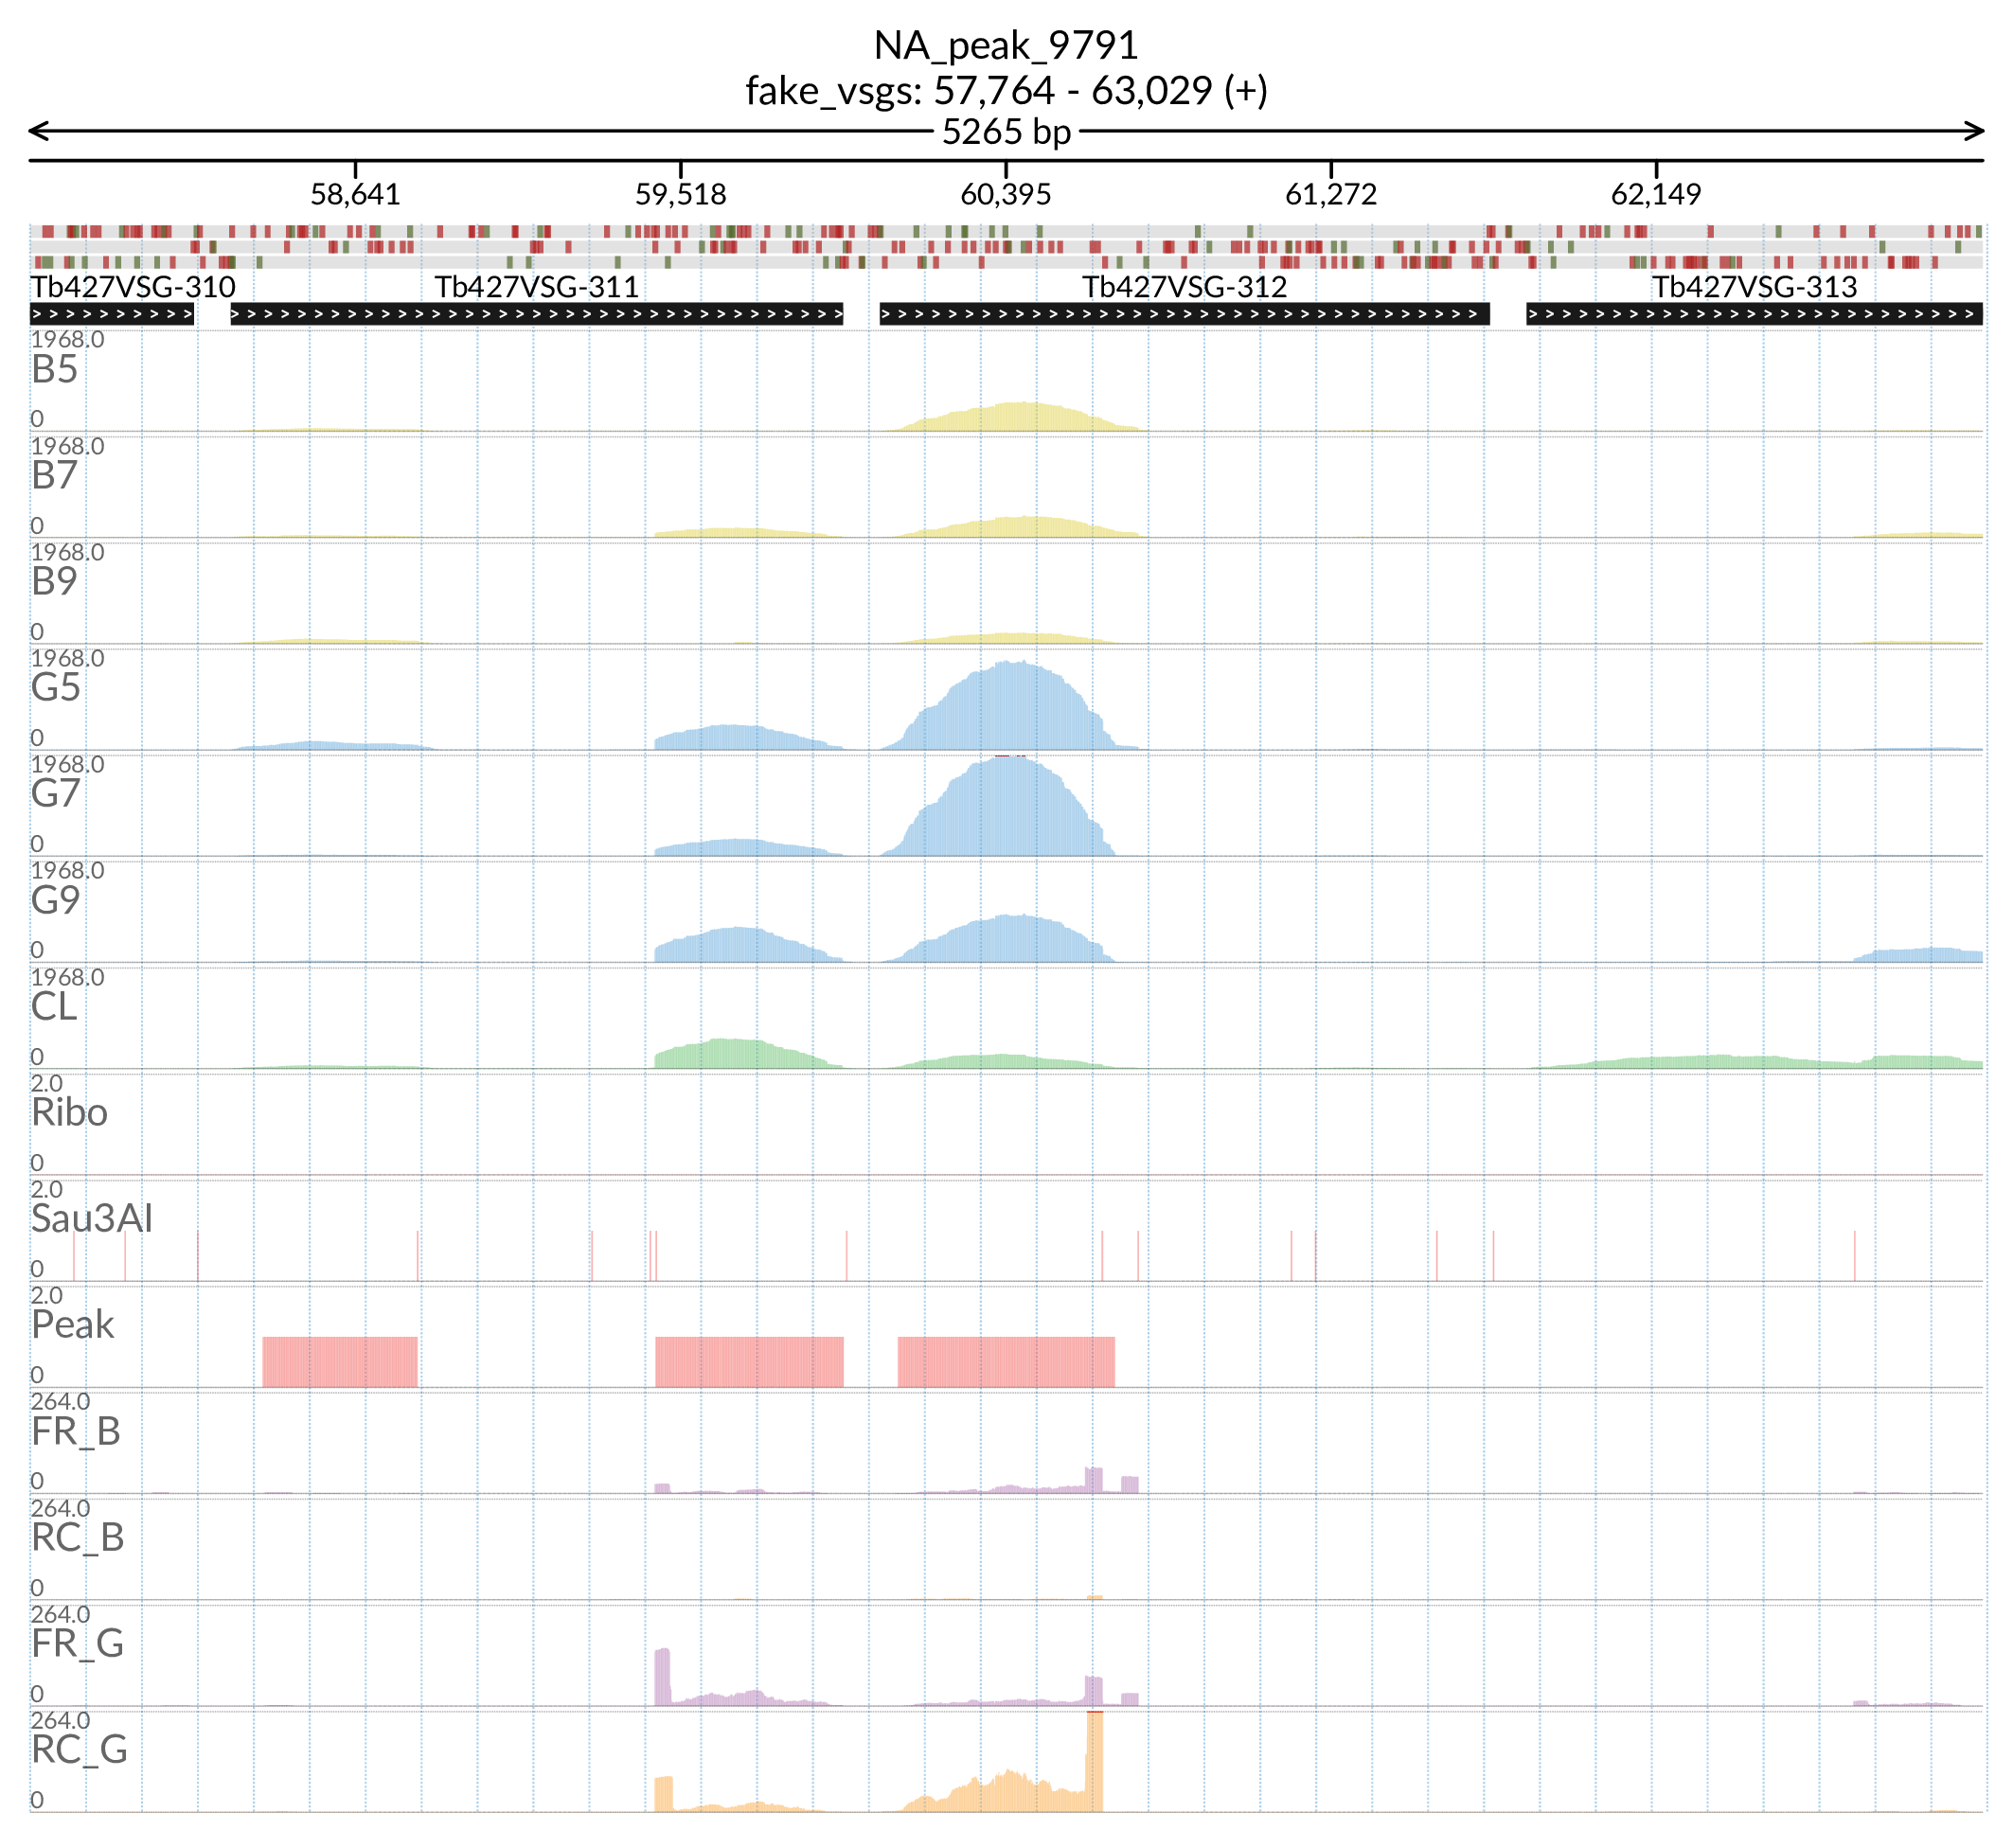 NA_peak_9791
fake_vsgs: 57,764 - 63,029 (+)
5265 bp
58,641 59,518 60,395 61,272 62,149
Tb427VSG-310 Tb427VSG-311 Tb427VSG-312 Tb427VSG-313
1968.0
B5
0
1968.0
B7
0
1968.0
B9
0
1968.0
G5
0
1968.0
G7
0
1968.0
G9
0
1968.0
CL
0
2.0
Ribo
0
2.0
Sau3AI
0
2.0
Peak
0
264.0
FR_B
0
264.0
RC_B
0
264.0
FR_G
0
264.0
RC_G
0